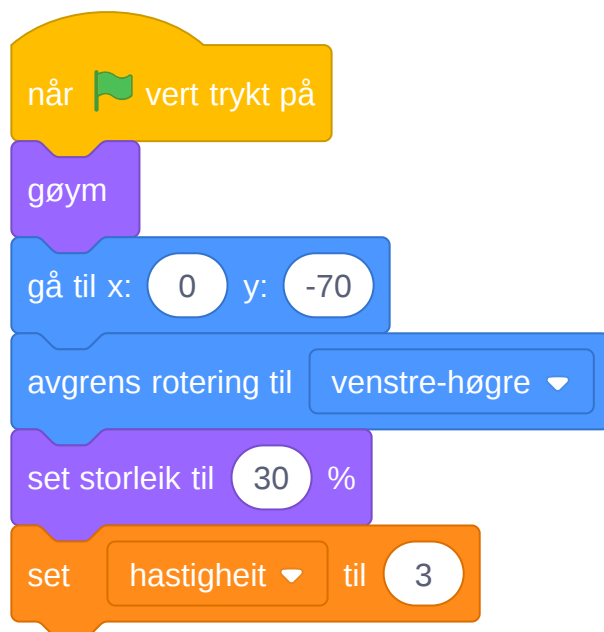 når vert trykt på
gøym
gå til x: 0 y: -70
avgrens rotering til venstre-høgre
set storleik til 30 %
set hastigheit til 3